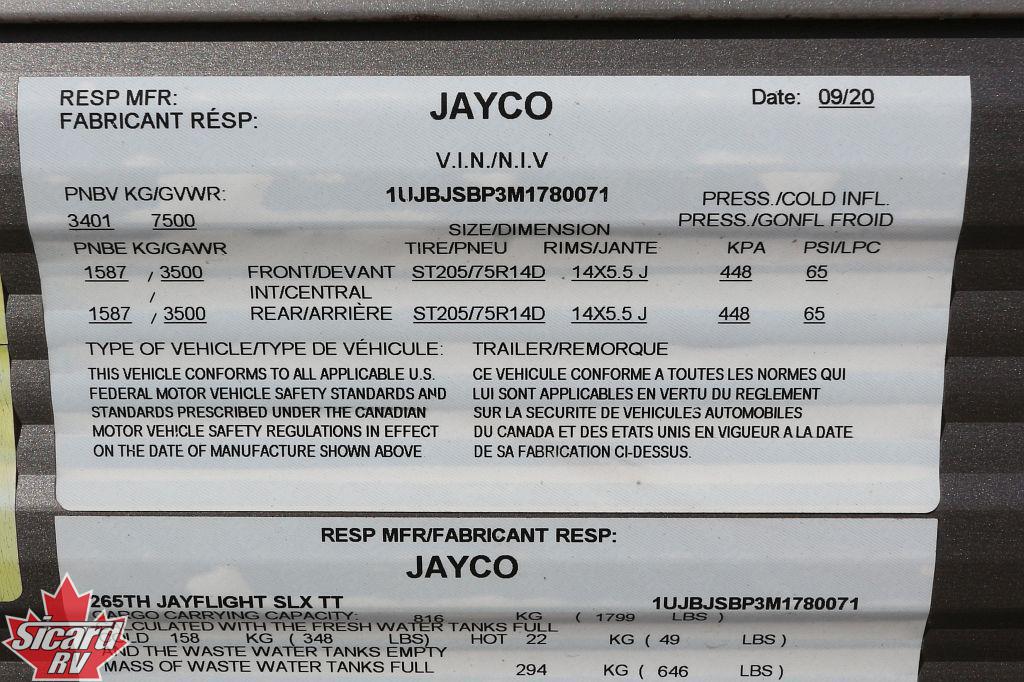 RESP MFR: JAYCO Date: 09/20
FABRICANT RÉSP:
V.I.N./N.I.V
PNBV KG/GVWR: 1UJBJSBP3M1780071 PRESS./COLD INFL.
3401 7500 SIZE/DIMENSION PRESS./GONFL FROID
PNBE KG/GAWR TIRE/PNEU RIMS/JANTE KPA PSI/LPC
1587 / 3500 FRONT/DEVANT ST205/75R14D 14X5.5 J 448 65
/ INT/CENTRAL
1587 / 3500 REAR/ARRIÈRE ST205/75R14D 14X5.5 J 448 65
TYPE OF VEHICLE/TYPE DE VÉHICULE: TRAILER/REMORQUE
THIS VEHICLE CONFORMS TO ALL APPLICABLE U.S.
FEDERAL MOTOR VEHICLE SAFETY STANDARDS AND
STANDARDS PRESCRIBED UNDER THE CANADIAN
MOTOR VEHICLE SAFETY REGULATIONS IN EFFECT
ON THE DATE OF MANUFACTURE SHOWN ABOVE
CE VEHICULE CONFORME A TOUTES LES NORMES QUI
LUI SONT APPLICABLES EN VERTU DU REGLEMENT
SUR LA SECURITE DE VEHICULES AUTOMOBILES
DU CANADA ET DES ETATS UNIS EN VIGUEUR A LA DATE
DE SA FABRICATION CI-DESSUS.
RESP MFR/FABRICANT RESP:
JAYCO
265TH JAYFLIGHT SLX TT 1UJBJSBP3M1780071
CARGO CARRYING CAPACITY: 816 KG ( 1799 LBS )
WITH THE FRESH WATER TANKS FULL
158 KG ( 348 LBS) HOT 22 KG ( 49 LBS )
AND THE WASTE WATER TANKS EMPTY
MASS OF WASTE WATER TANKS FULL 294 KG ( 646 LBS )
Sicard
RV